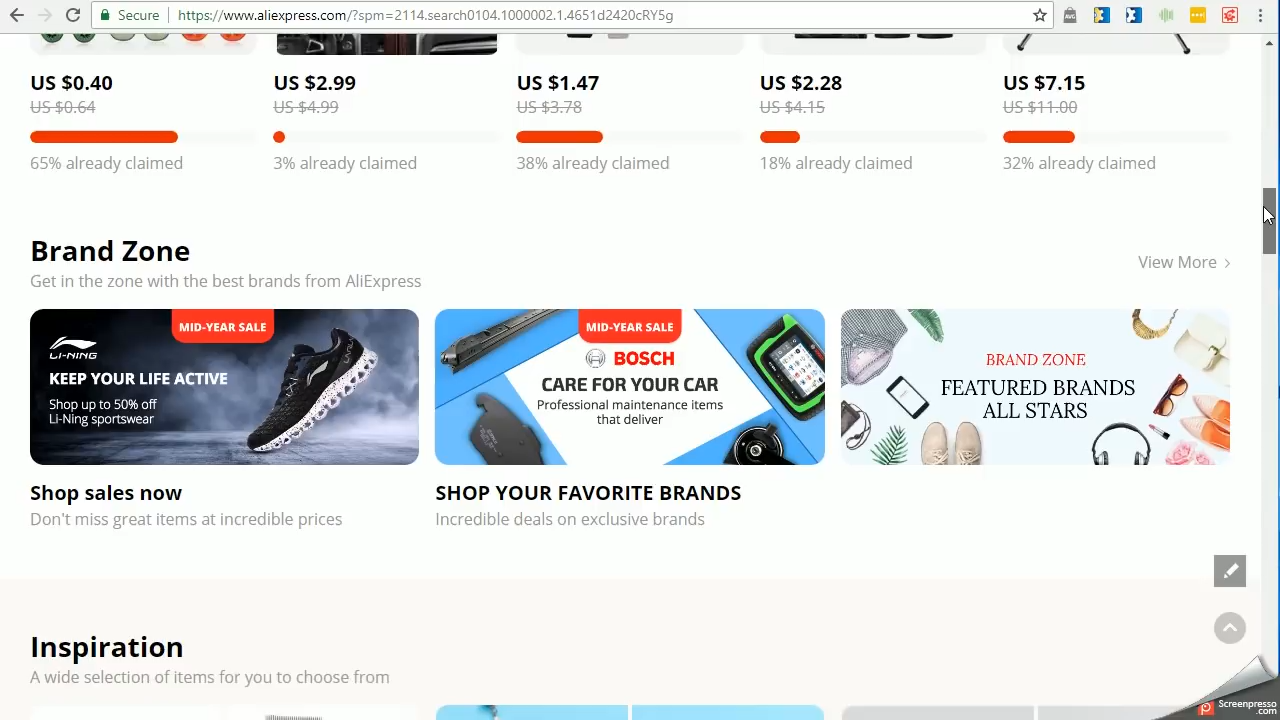 Secure
https://www.aliexpress.com/?spm=2114.search0104.1000002.1.4651d2420cRY5g
US $0.40
US $0.64
65% already claimed
US $2.99
US $4.99
3% already claimed
US $1.47
US $3.78
38% already claimed
US $2.28
US $4.15
18% already claimed
US $7.15
US $11.00
32% already claimed
Brand Zone
Get in the zone with the best brands from AliExpress
View More
MID-YEAR SALE
LI-NING
KEEP YOUR LIFE ACTIVE
Shop up to 50% off
Li-Ning sportswear
Shop sales now
Don't miss great items at incredible prices
MID-YEAR SALE
BOSCH
CARE FOR YOUR CAR
Professional maintenance items
that deliver
SHOP YOUR FAVORITE BRANDS
Incredible deals on exclusive brands
BRAND ZONE
FEATURED BRANDS
ALL STARS
Inspiration
A wide selection of items for you to choose from
Screenpresso
.com